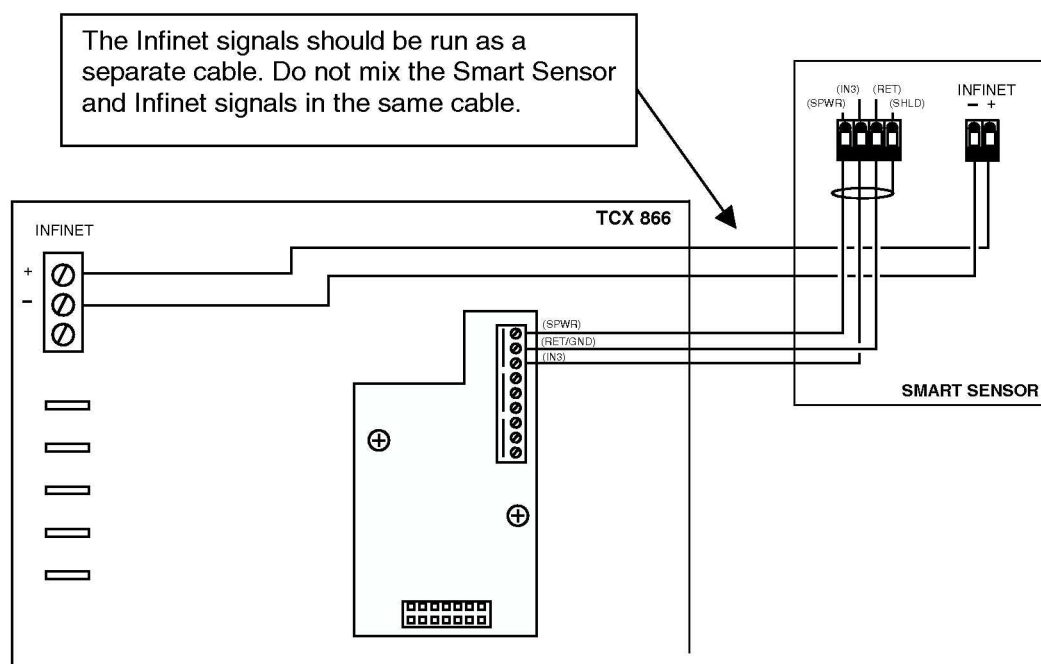 The Infinet signals should be run as a
separate cable. Do not mix the Smart Sensor
and Infinet signals in the same cable.
(IN3) (RET)
(SPWR) (SHLD)
INFINET
– +
TCX 866
INFINET
+
–
(SPWR)
(RET/GND)
(IN3)
SMART SENSOR